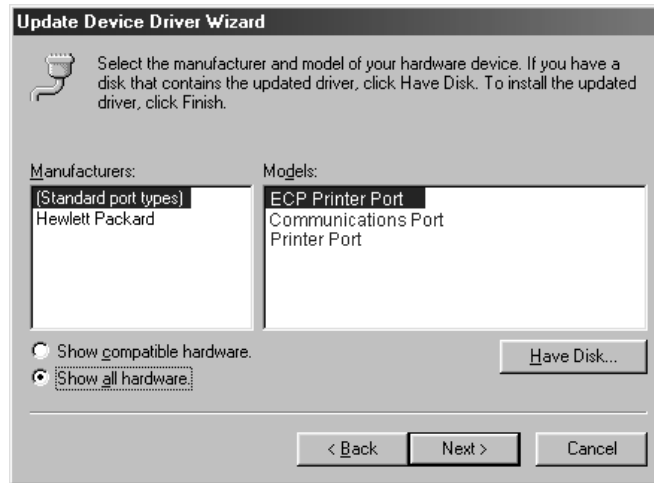 Update Device Driver Wizard
Select the manufacturer and model of your hardware device. If you have a
disk that contains the updated driver, click Have Disk. To install the updated
driver, click Finish.
Manufacturers:
Models:
(Standard port types)
Hewlett Packard
ECP Printer Port
Communications Port
Printer Port
Show compatible hardware.
Show all hardware.
Have Disk...
< Back
Next >
Cancel